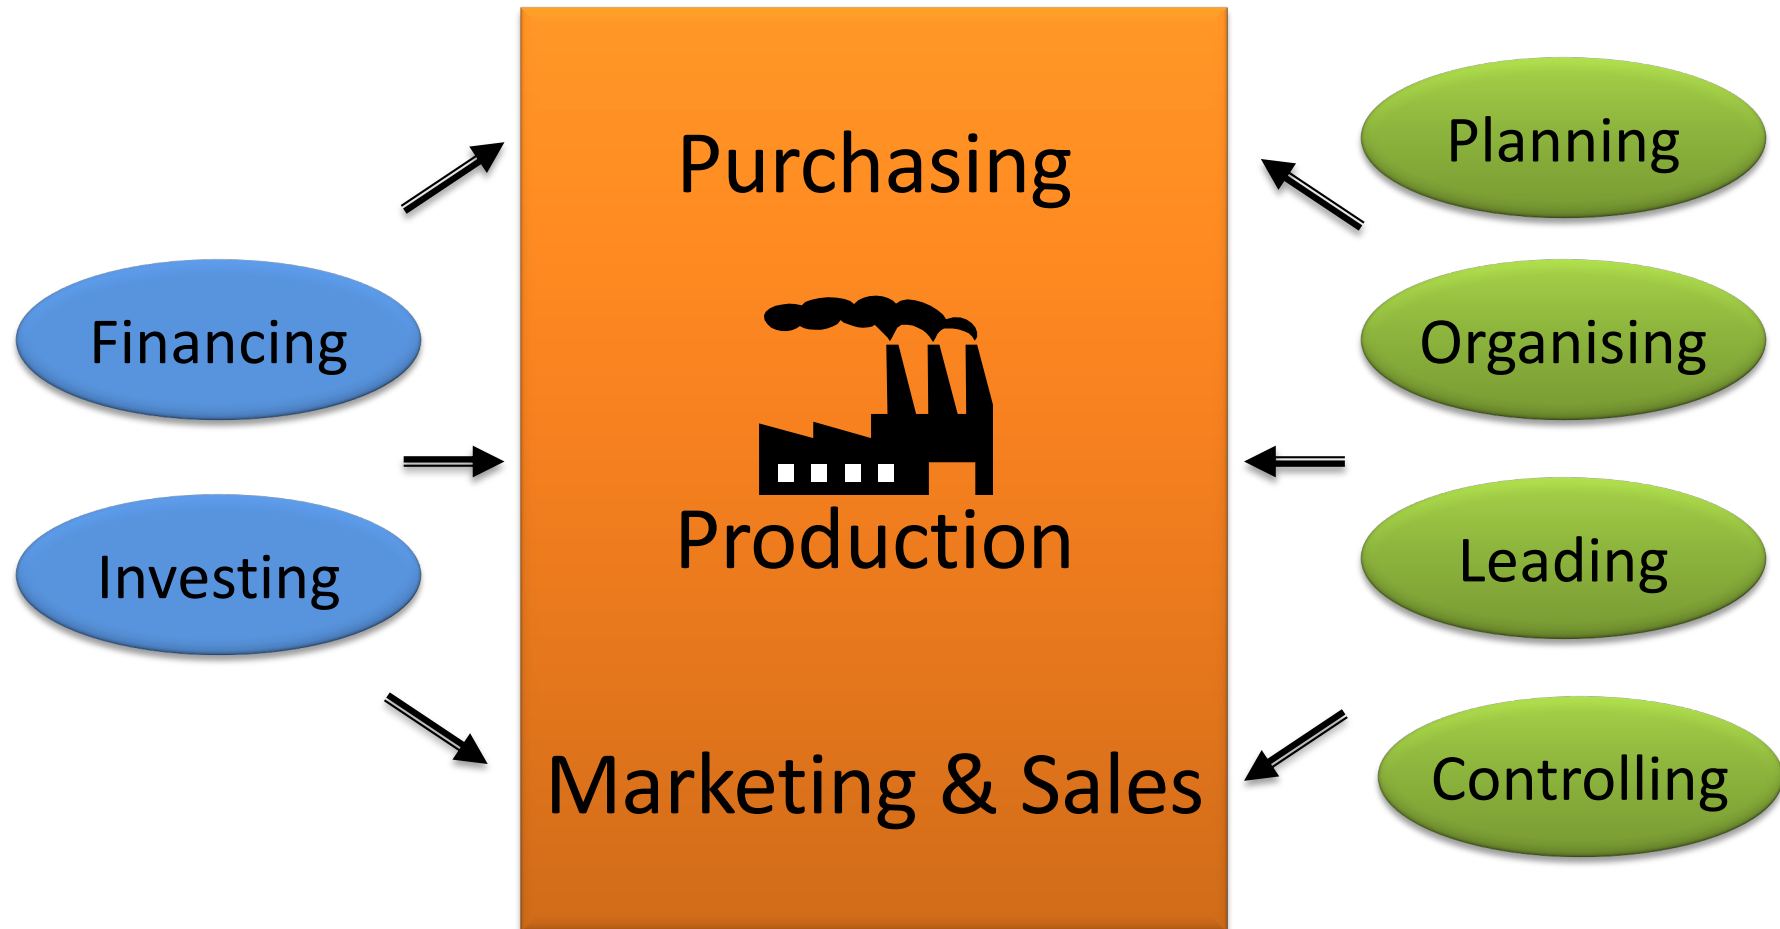 Financing
Investing
Purchasing
Production
Marketing & Sales
Planning
Organising
Leading
Controlling